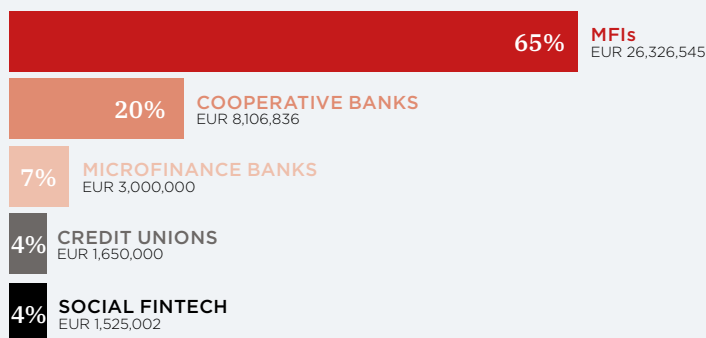 65%
MFIs
EUR 26,326,545
20%
COOPERATIVE BANKS
EUR 8,106,836
7%
MICROFINANCE BANKS
EUR 3,000,000
4%
CREDIT UNIONS
EUR 1,650,000
4%
SOCIAL FINTECH
EUR 1,525,002